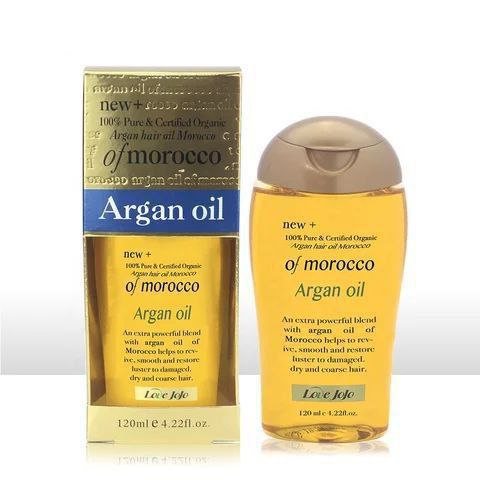 new +
100% Pure & Certified Organic
Argan hair oil Morocco
of morocco
Argan oil
new +
100% Pure & Certified Organic
Argan hair oil Morocco
of morocco
Argan oil
120ml e 4.22fl.oz.
new +
100% Pure & Certified Organic
Argan hair oil Morocco
of morocco
Argan oil
An extra powerful blend
with argan oil of
Morocco helps to rev-
ive, smooth and restore
luster to damaged,
dry and coarse hair.
Love JoJo
120 ml e 4.22fl.oz.
An extra powerful blend
with argan oil of
Morocco helps to rev-
ive, smooth and restore
luster to damaged,
dry and coarse hair.
Love JoJo